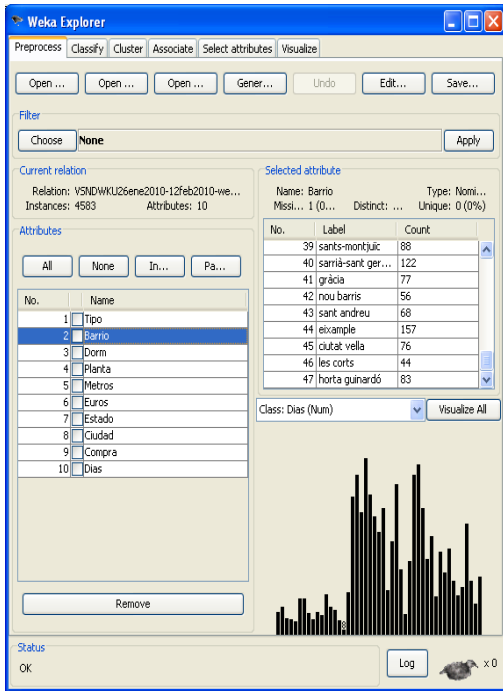 Weka Explorer
Preprocess Classify Cluster Associate Select attributes Visualize
Open ... Open ... Open ... Gener... Undo Edit... Save...
Filter
Choose None Apply
Current relation
Relation: VSNDWKU26ene2010-12feb2010-we...
Instances: 4583 Attributes: 10
Attributes
All None In... Pa...
No. Name
1 Tipo
2 Barrio
3 Dorm
4 Planta
5 Metros
6 Euros
7 Estado
8 Ciudad
9 Compra
10 Dias
Remove
Selected attribute
Name: Barrio Type: Nomi...
Missi... 1 (0... Distinct: ... Unique: 0 (0%)
No. Label Count
39 sants-montjuïc 88
40 sarrià-sant ger... 122
41 gràcia 77
42 nou barris 56
43 sant andreu 68
44 eixample 157
45 ciutat vella 76
46 les corts 44
47 horta guinardó 83
Class: Dias (Num) Visualize All
8
Status
OK
Log x 0